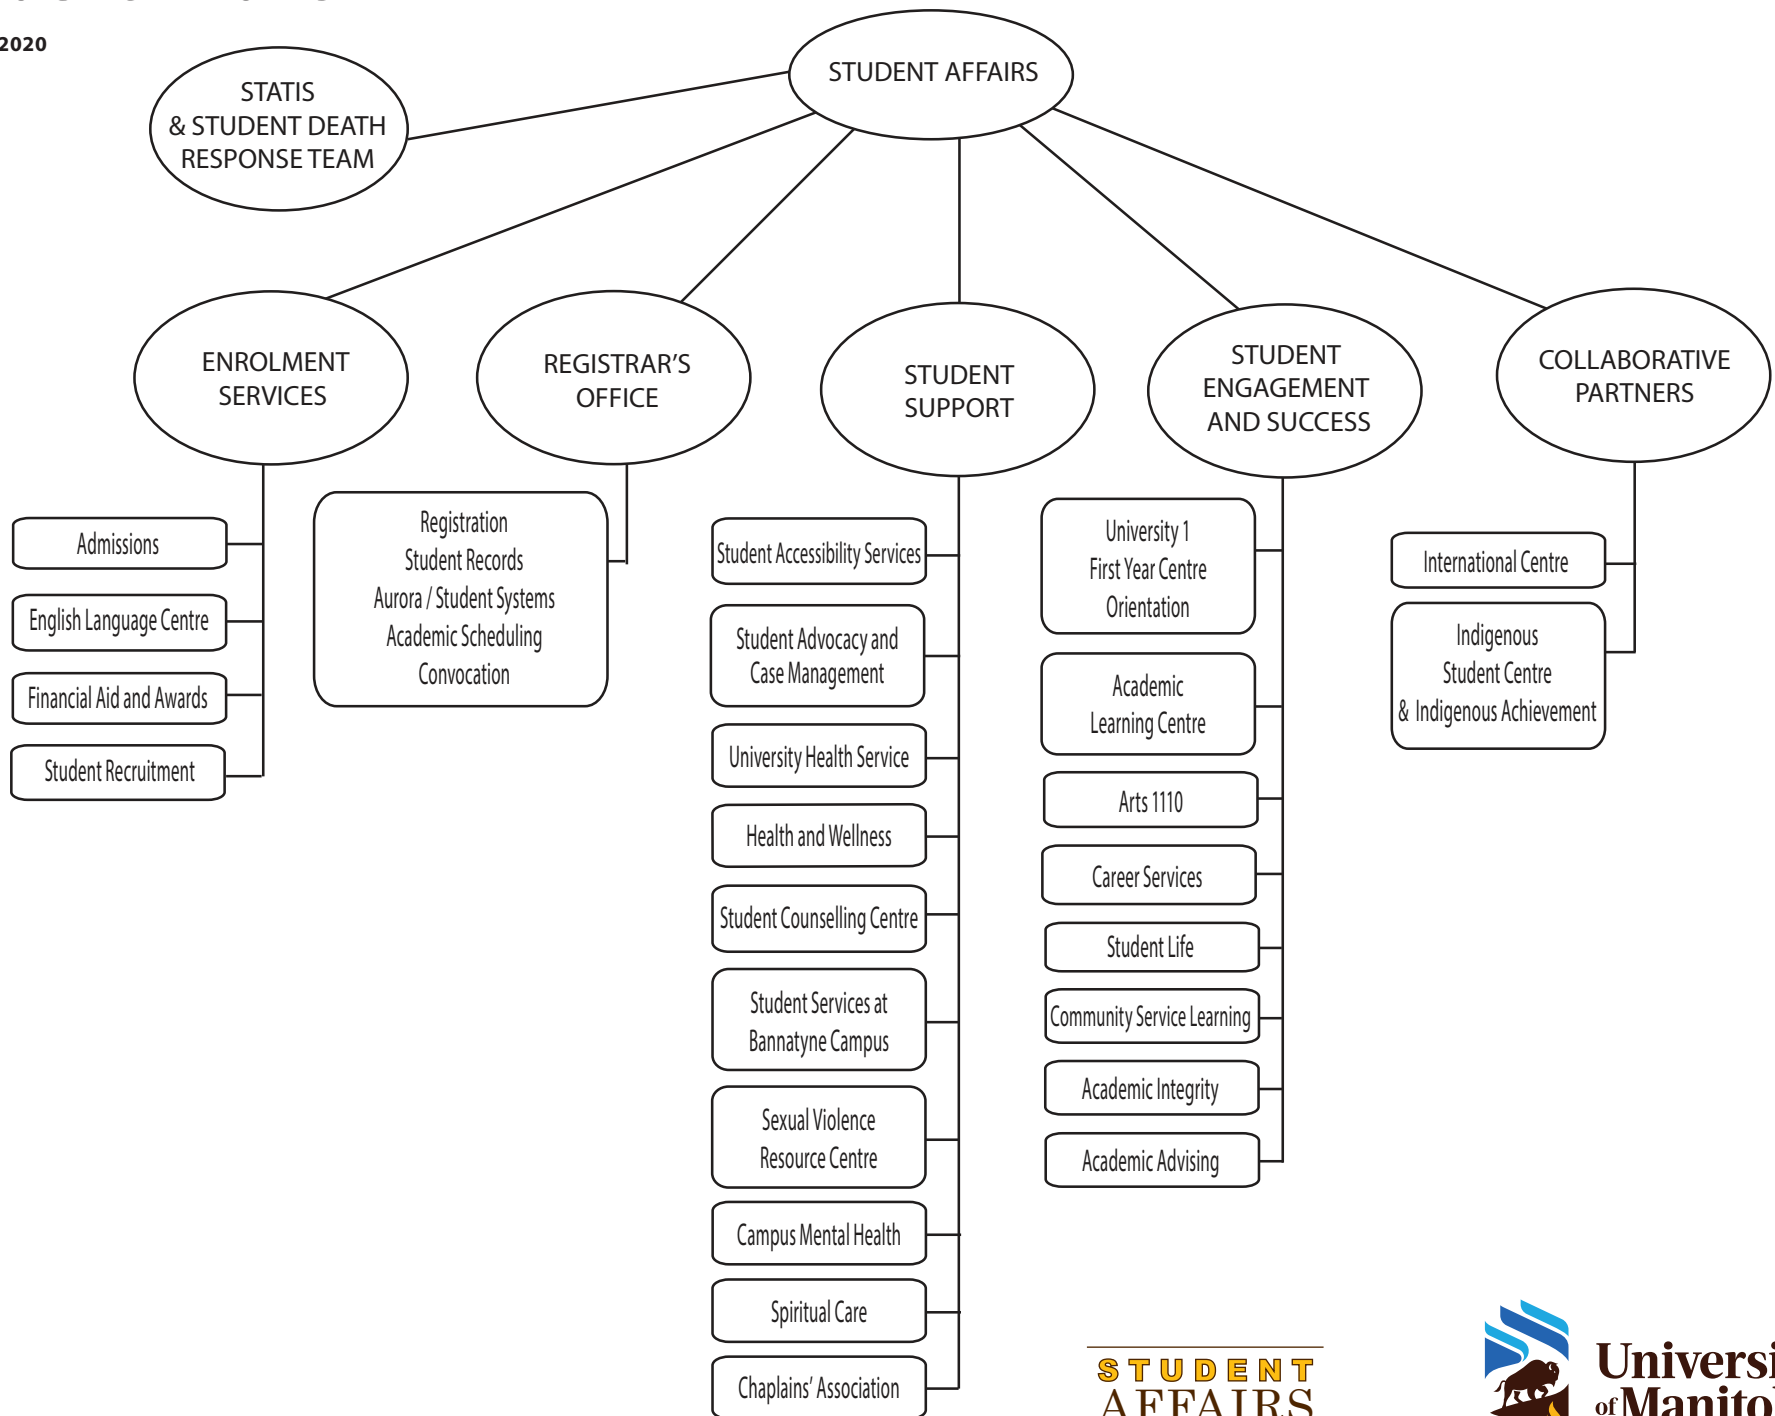 2020
STUDENT AFFAIRS
STATIS
& STUDENT DEATH
RESPONSE TEAM
ENROLMENT
SERVICES
REGISTRAR'S
OFFICE
STUDENT
SUPPORT
STUDENT
ENGAGEMENT
AND SUCCESS
COLLABORATIVE
PARTNERS
Admissions
English Language Centre
Financial Aid and Awards
Student Recruitment
Registration
Student Records
Aurora / Student Systems
Academic Scheduling
Convocation
Student Accessibility Services
Student Advocacy and
Case Management
University Health Service
Health and Wellness
Student Counselling Centre
Student Services at
Bannatyne Campus
Sexual Violence
Resource Centre
Campus Mental Health
Spiritual Care
Chaplains' Association
University 1
First Year Centre
Orientation
Academic
Learning Centre
Arts 1110
Career Services
Student Life
Community Service Learning
Academic Integrity
Academic Advising
International Centre
Indigenous
Student Centre
& Indigenous Achievement
STUDENT
AFFAIRS
Universi
of Manito